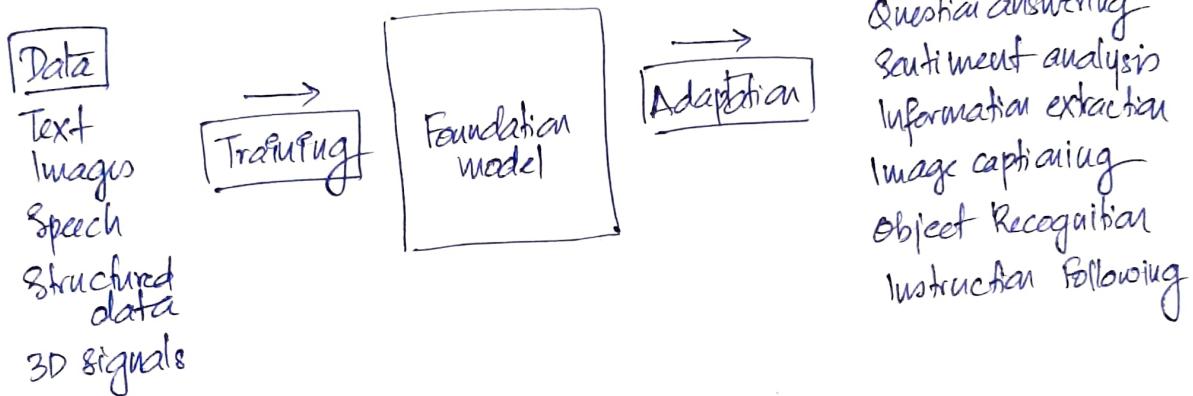 Data
Text
Images
Speech
Structured
data
3D signals
Training
Foundation
model
Adaptation
Question answering
Sentiment analysis
Information extraction
Image captioning
Object Recognition
Instruction Following